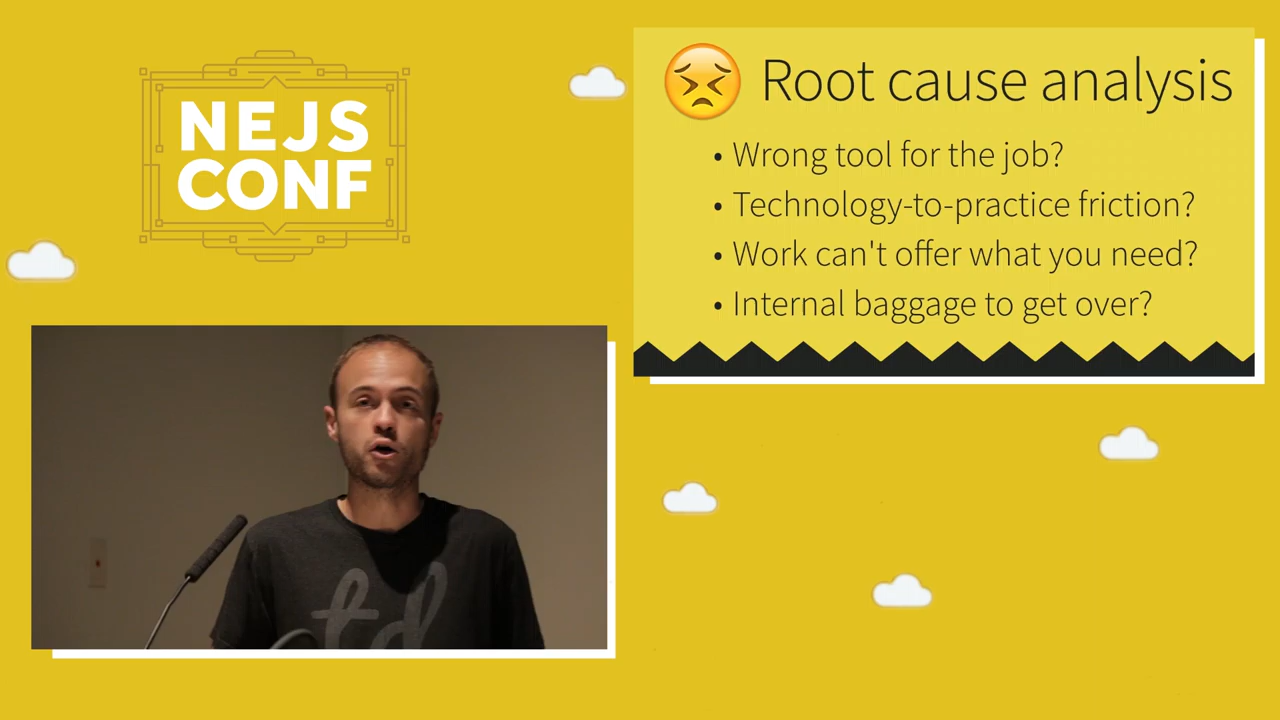 NEJS
CONF
Root cause analysis
• Wrong tool for the job?
• Technology-to-practice friction?
• Work can't offer what you need?
• Internal baggage to get over?
td